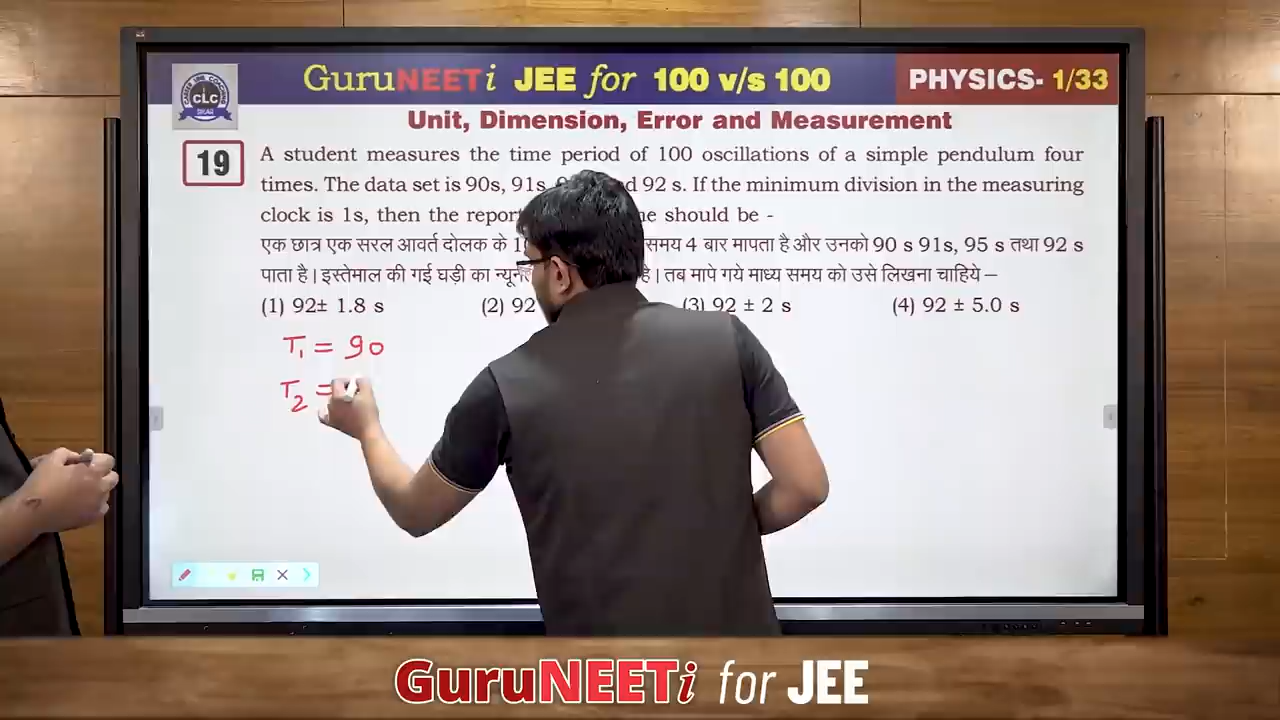 GuruNEETi JEE for 100 v/s 100
PHYSICS- 1/33
CLC
Unit, Dimension, Error and Measurement
19
A student measures the time period of 100 oscillations of a simple pendulum four
times. The data set is 90s, 91s, 92 s. If the minimum division in the measuring
clock is 1s, then the should be -
एक छात्र एक सरल आवर्त दोलक के समय 4 बार मापता है और उनको 90 s 91s, 95 s तथा 92 s
पाता है। इस्तेमाल की गई घड़ी का है। तब मापे गये माध्य समय को उसे लिखना चाहिये –
(1) 92± 1.8 s (2) 92 (3) 92 ± 2 s (4) 92 ± 5.0 s
T₁ = 90
T₂ =
GuruNEETi for JEE